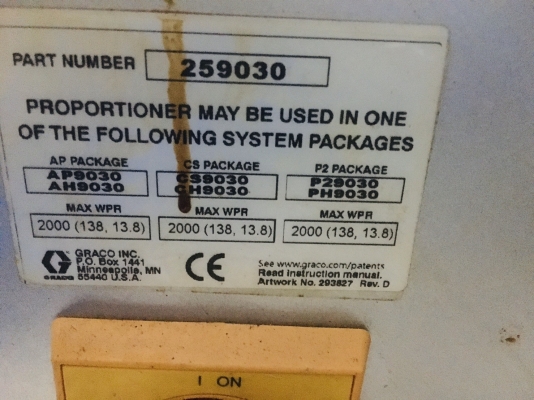 PART NUMBER 259030
PROPORTIONER MAY BE USED IN ONE
OF THE FOLLOWING SYSTEM PACKAGES
AP PACKAGE CS PACKAGE P2 PACKAGE
AP9030 CS9030 P29030
AH9030 CH9030 PH9030
MAX WPR MAX WPR MAX WPR
2000 (138, 13.8) 2000 (138, 13.8) 2000 (138, 13.8)
GRACO INC.
P.O. Box 1441
Minneapolis, MN
55440 U.S.A.
GRACO
CE
See www.graco.com/patents
Read instruction manual.
Artwork No. 293827 Rev. D
I ON